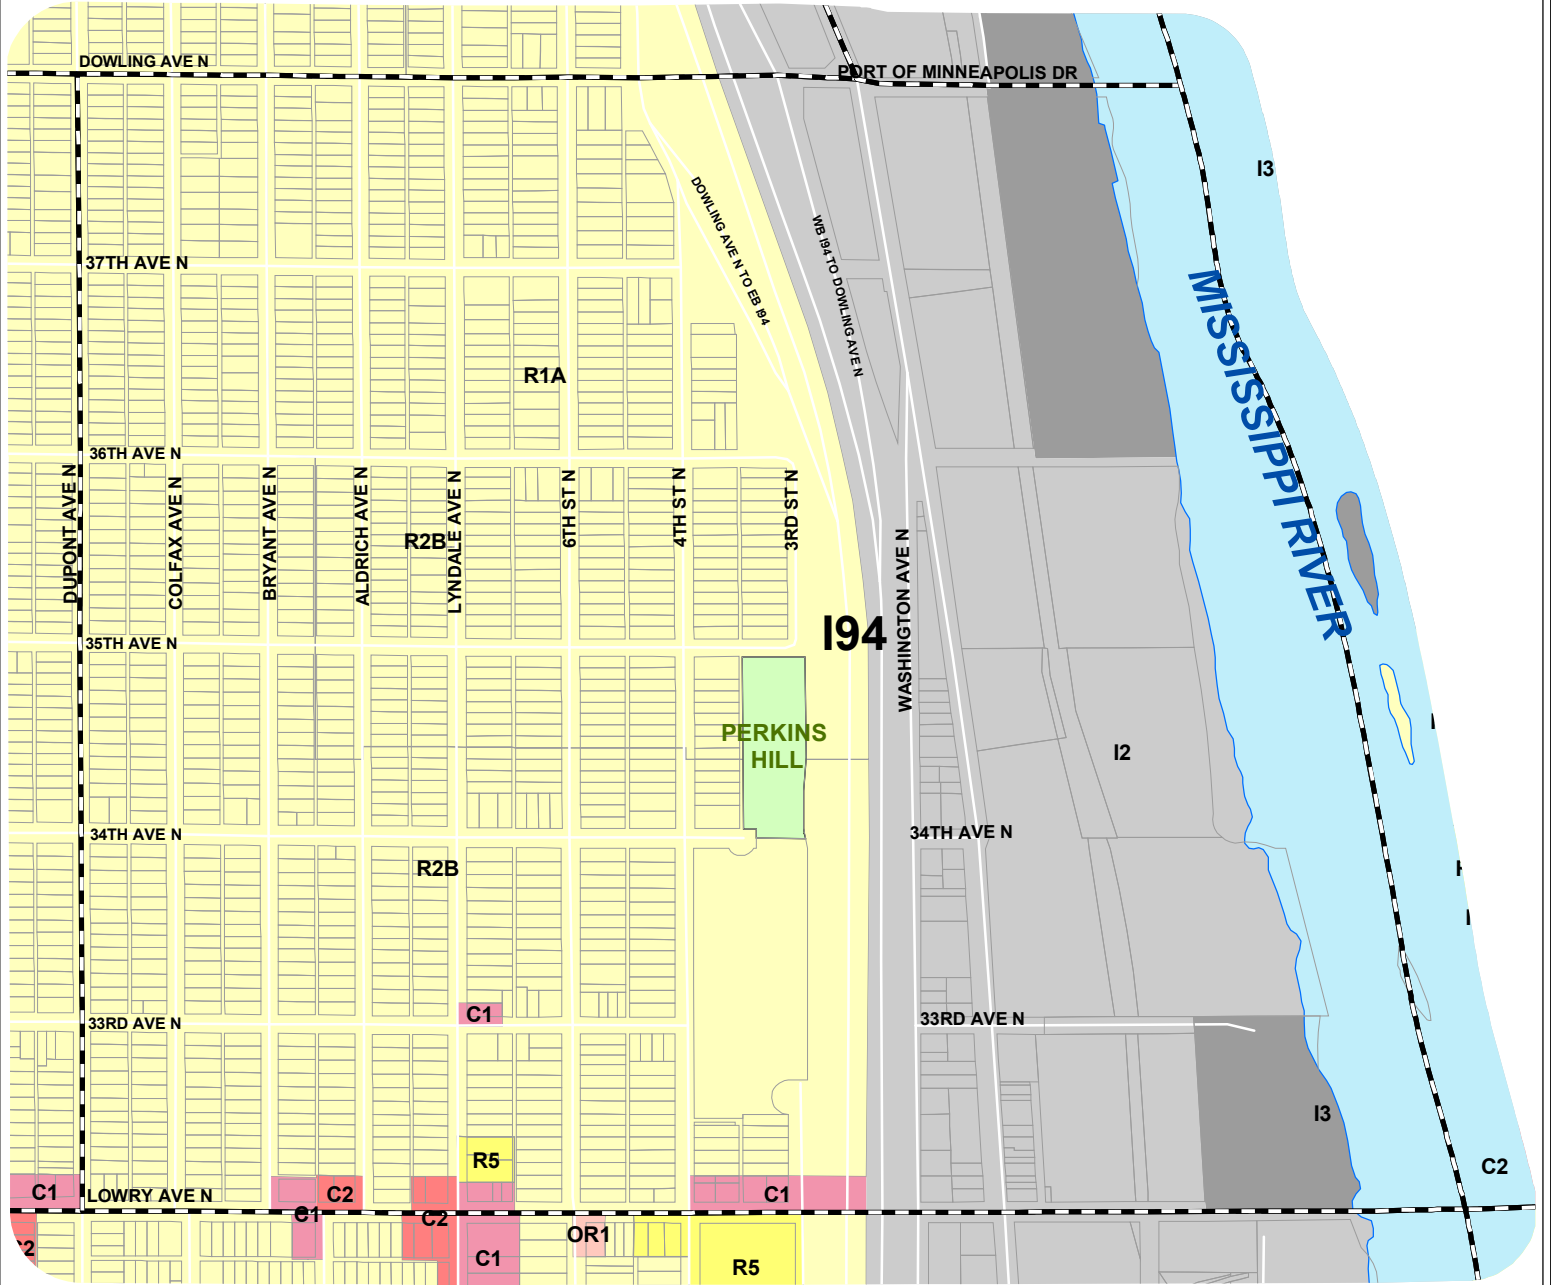 DOWLING AVE N
PORT OF MINNEAPOLIS DR
I3
DOWLING AVE N TO EB I94
WB I94 TO DOWLING AVE N
37TH AVE N
MISSISSIPPI RIVER
R1A
36TH AVE N
DUPONT AVE N
COLFAX AVE N
BRYANT AVE N
ALDRICH AVE N
R2B
LYNDALE AVE N
6TH ST N
4TH ST N
3RD ST N
WASHINGTON AVE N
I94
35TH AVE N
PERKINS
HILL
I2
34TH AVE N
34TH AVE N
R2B
C1
33RD AVE N
33RD AVE N
I3
R5
C2
C1
C2
C1
LOWRY AVE N
C1
C2
OR1
C1
R5